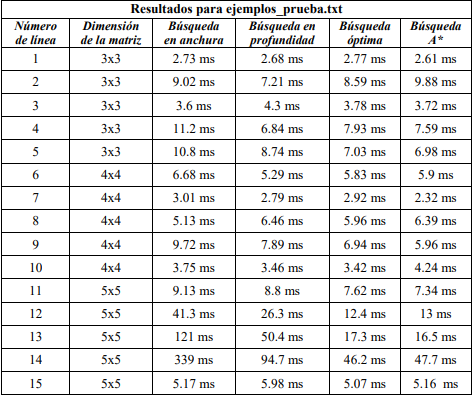 Resultados para ejemplos_prueba.txt
Número de línea Dimensión de la matriz Búsqueda en anchura Búsqueda en profundidad Búsqueda óptima Búsqueda A*
1 3x3 2.73 ms 2.68 ms 2.77 ms 2.61 ms
2 3x3 9.02 ms 7.21 ms 8.59 ms 9.88 ms
3 3x3 3.6 ms 4.3 ms 3.78 ms 3.72 ms
4 3x3 11.2 ms 6.84 ms 7.93 ms 7.59 ms
5 3x3 10.8 ms 8.74 ms 7.03 ms 6.98 ms
6 4x4 6.68 ms 5.29 ms 5.83 ms 5.9 ms
7 4x4 3.01 ms 2.79 ms 2.92 ms 2.32 ms
8 4x4 5.13 ms 6.46 ms 5.96 ms 6.39 ms
9 4x4 9.72 ms 7.89 ms 6.94 ms 5.96 ms
10 4x4 3.75 ms 3.46 ms 3.42 ms 4.24 ms
11 5x5 9.13 ms 8.8 ms 7.62 ms 7.34 ms
12 5x5 41.3 ms 26.3 ms 12.4 ms 13 ms
13 5x5 121 ms 50.4 ms 17.3 ms 16.5 ms
14 5x5 339 ms 94.7 ms 46.2 ms 47.7 ms
15 5x5 5.17 ms 5.98 ms 5.07 ms 5.16 ms